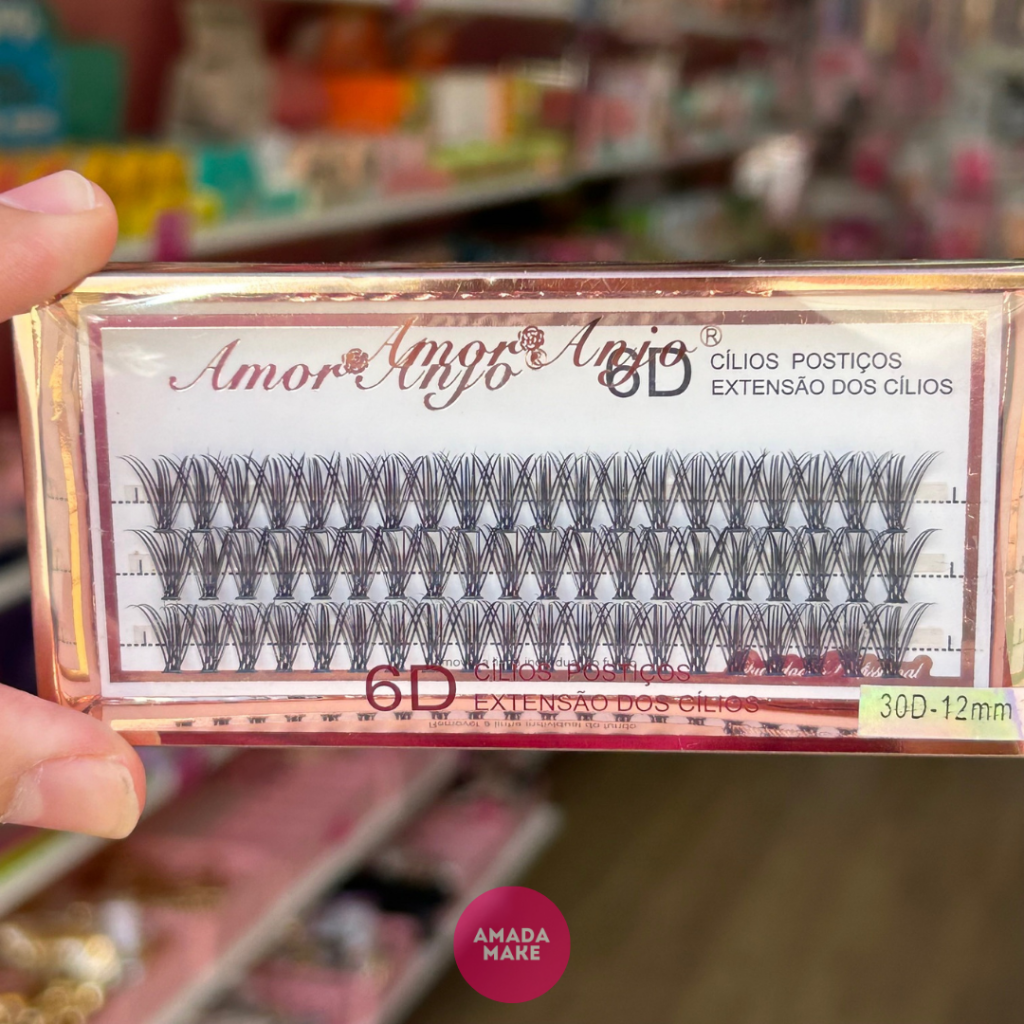 Amor Anjo
Amor Anjo®
6D CÍLIOS POSTIÇOS
EXTENSÃO DOS CÍLIOS
6D CÍLIOS POSTIÇOS
EXTENSÃO DOS CÍLIOS
30D-12mm
AMADA
MAKE